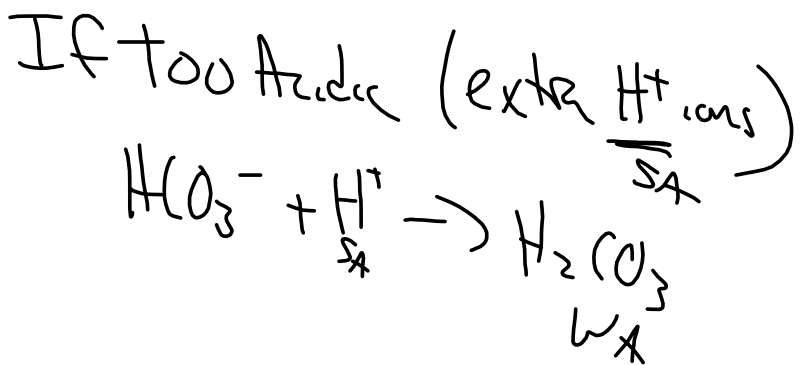 If too Acidic (extra H⁺ ions)
SA
HCO₃⁻ + H⁺ → H₂CO₃
SA
WA